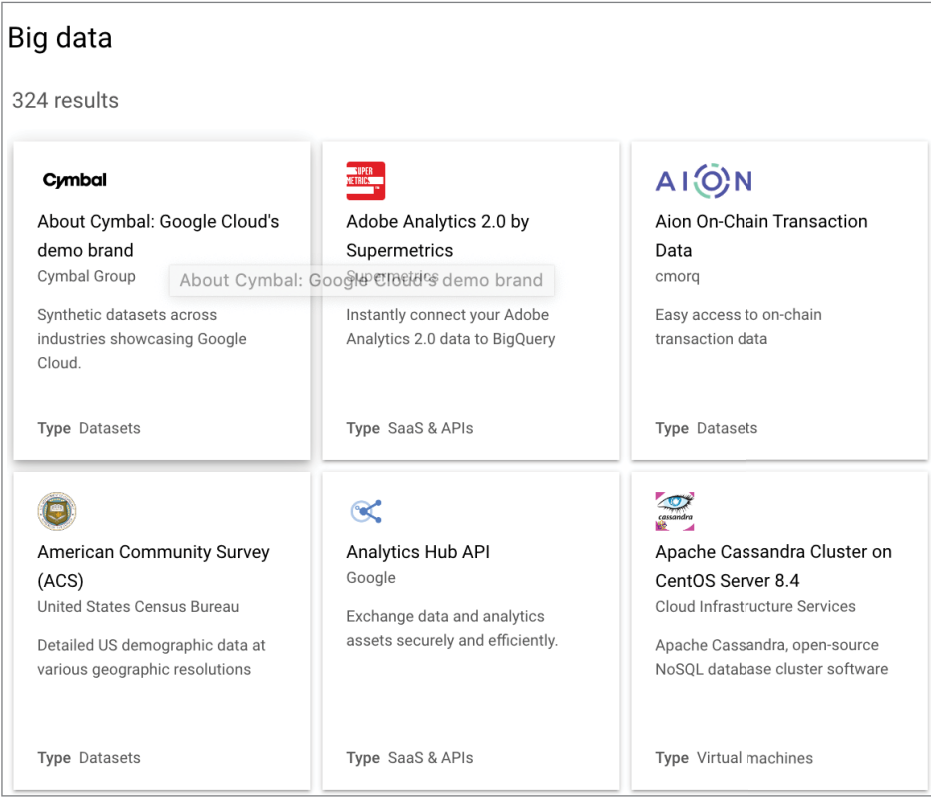 Big data
324 results
Cymbal
About Cymbal: Google Cloud's
demo brand
Cymbal Group
Synthetic datasets across
industries showcasing Google
Cloud.
Type Datasets
SUPER
METRICS
Adobe Analytics 2.0 by
Supermetrics
Supermetrics
Instantly connect your Adobe
Analytics 2.0 data to BigQuery
Type SaaS & APIs
AION
Aion On-Chain Transaction
Data
cmorq
Easy access to on-chain
transaction data
Type Datasets
About Cymbal: Google Cloud's demo brand
American Community Survey
(ACS)
United States Census Bureau
Detailed US demographic data at
various geographic resolutions
Type Datasets
Analytics Hub API
Google
Exchange data and analytics
assets securely and efficiently.
Type SaaS & APIs
cassandra
Apache Cassandra Cluster on
CentOS Server 8.4
Cloud Infrastructure Services
Apache Cassandra, open-source
NoSQL database cluster software
Type Virtual machines